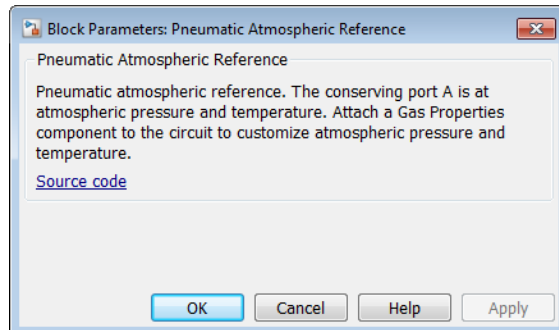 Block Parameters: Pneumatic Atmospheric Reference
Pneumatic Atmospheric Reference
Pneumatic atmospheric reference. The conserving port A is at
atmospheric pressure and temperature. Attach a Gas Properties
component to the circuit to customize atmospheric pressure and
temperature.
Source code
OK Cancel Help Apply